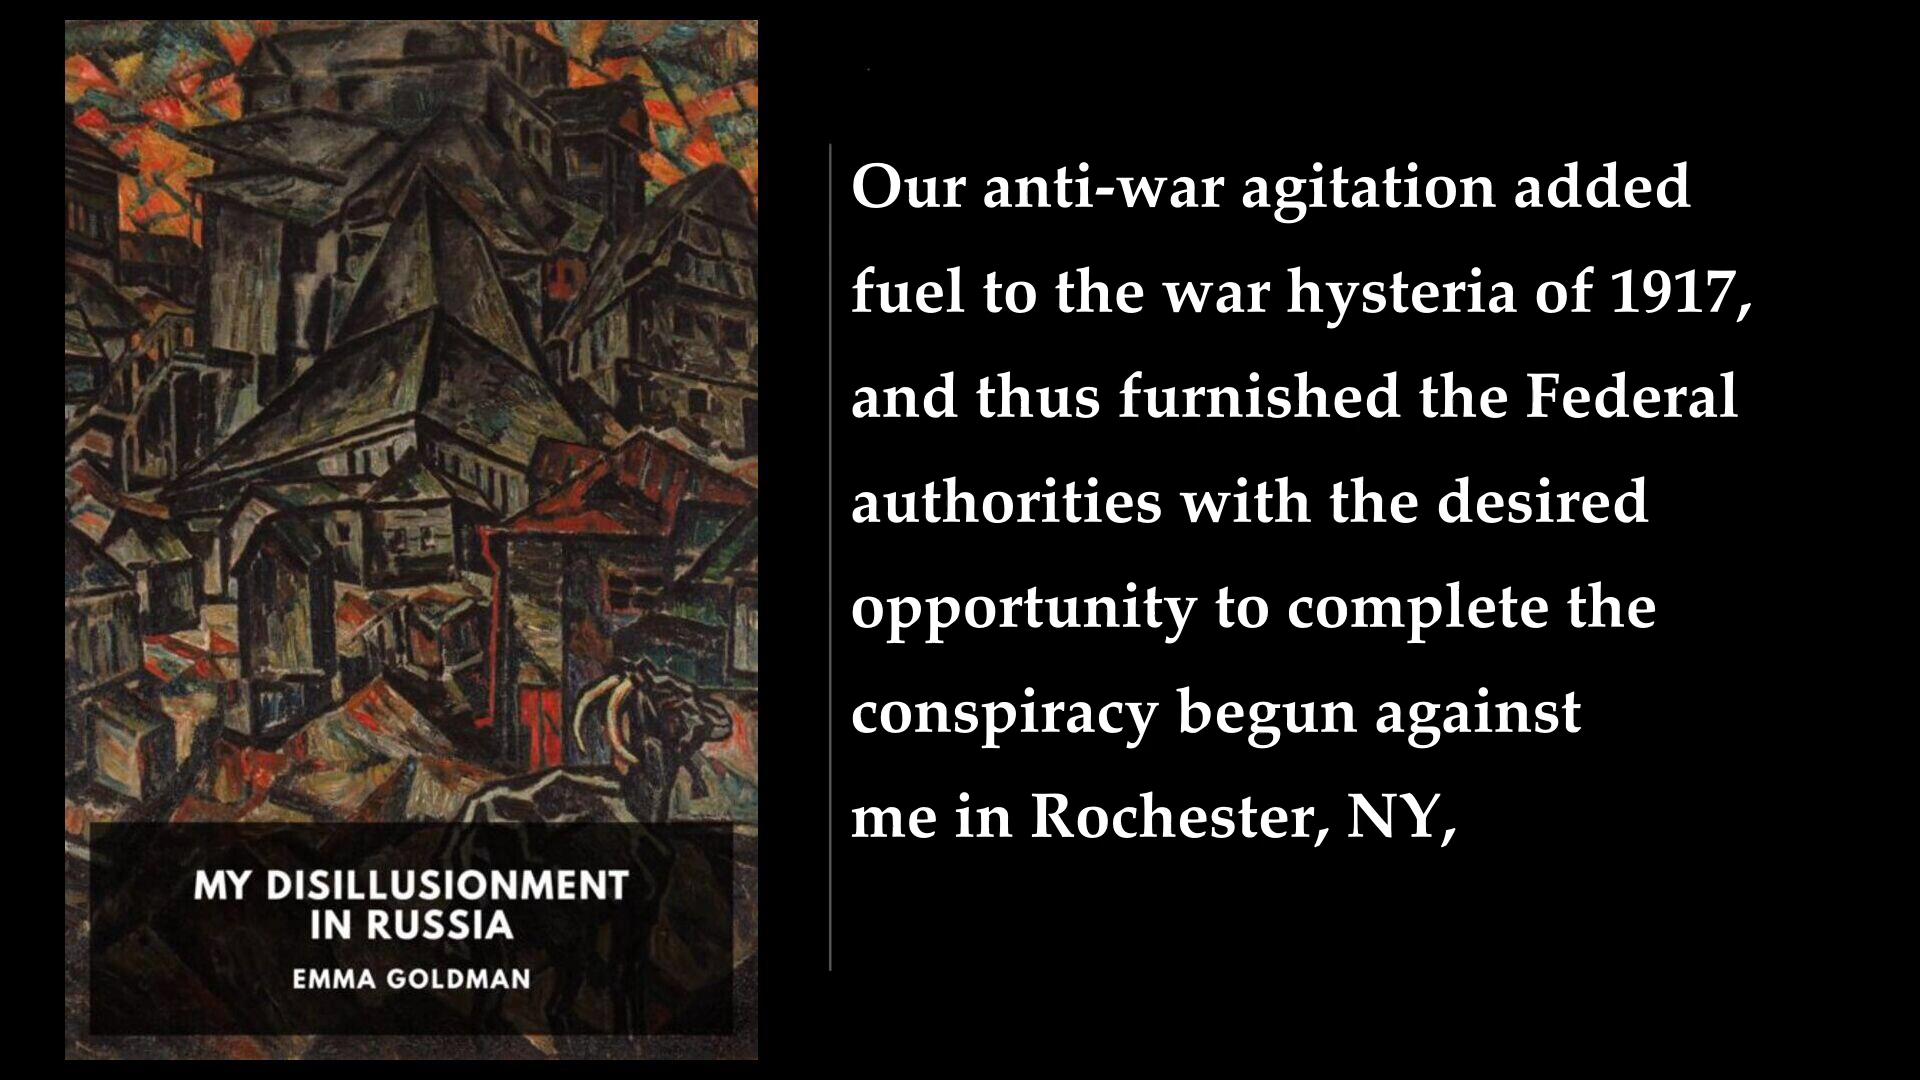 Our anti-war agitation added
fuel to the war hysteria of 1917,
and thus furnished the Federal
authorities with the desired
opportunity to complete the
conspiracy begun against
me in Rochester, NY,
MY DISILLUSIONMENT
IN RUSSIA
EMMA GOLDMAN